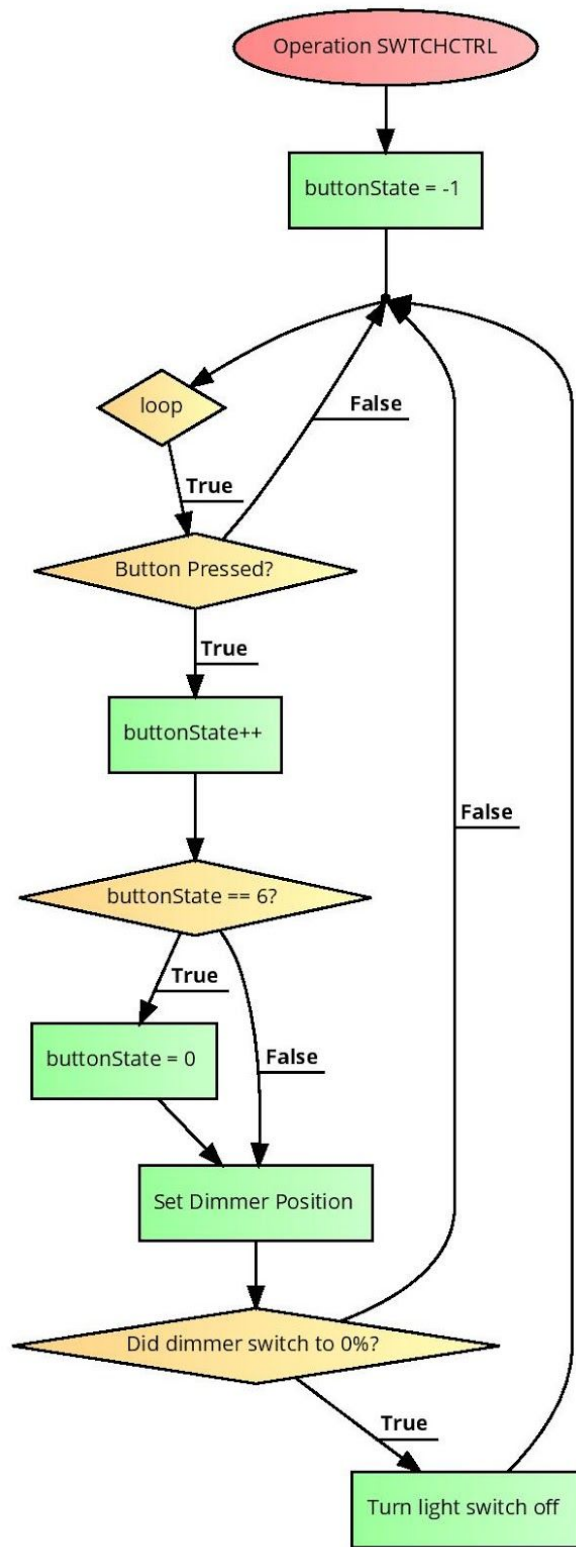 Operation SWTCHCTRL
buttonState = -1
loop
False
True
Button Pressed?
True
buttonState++
False
buttonState == 6?
True
buttonState = 0
False
Set Dimmer Position
Did dimmer switch to 0%?
True
Turn light switch off